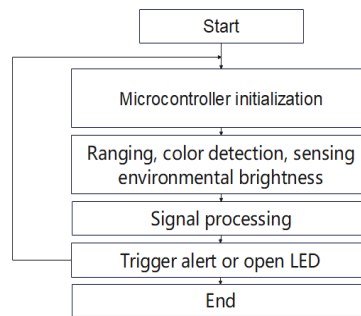 Start
Microcontroller initialization
Ranging, color detection, sensing
environmental brightness
Signal processing
Trigger alert or open LED
End